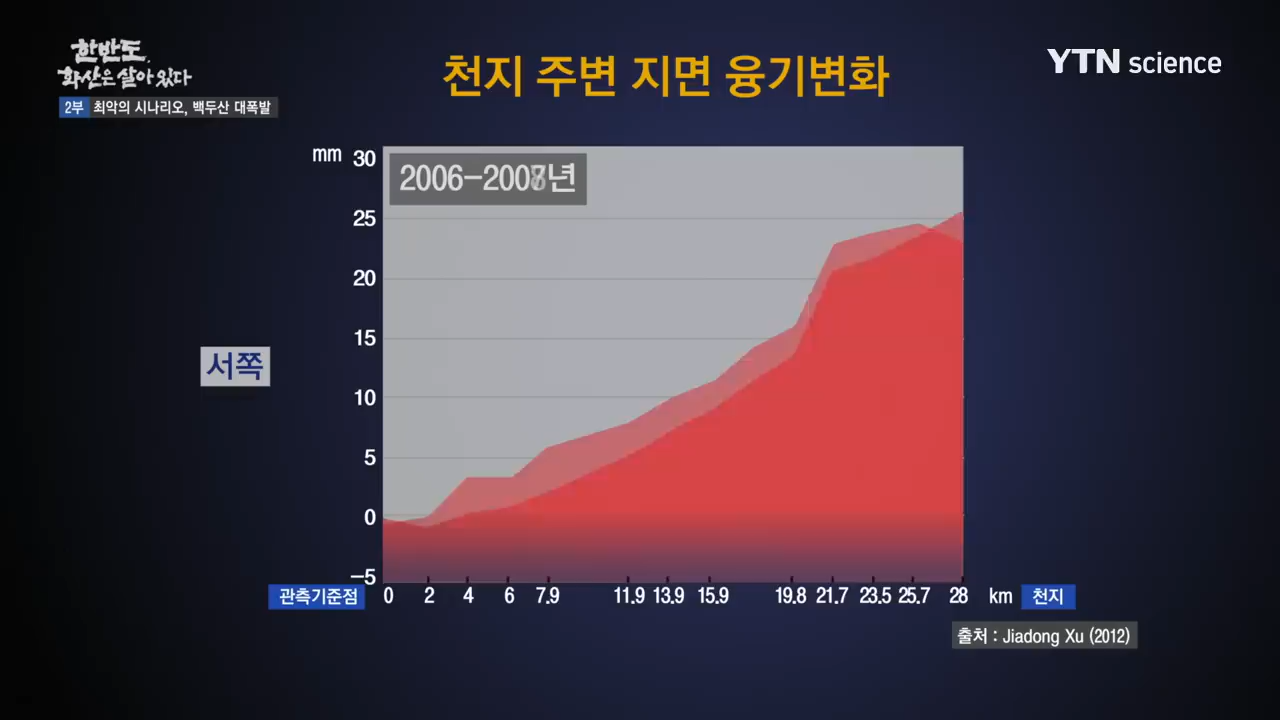 한반도,
화산은 살아 있다
2부 최악의 시나리오, 백두산 대폭발
천지 주변 지면 융기변화
YTN science
mm
30
25
20
15
10
5
0
-5
서쪽
관측기준점 0 2 4 6 7.9 11.9 13.9 15.9 19.8 21.7 23.5 25.7 28 km 천지
출처 : Jiadong Xu (2012)